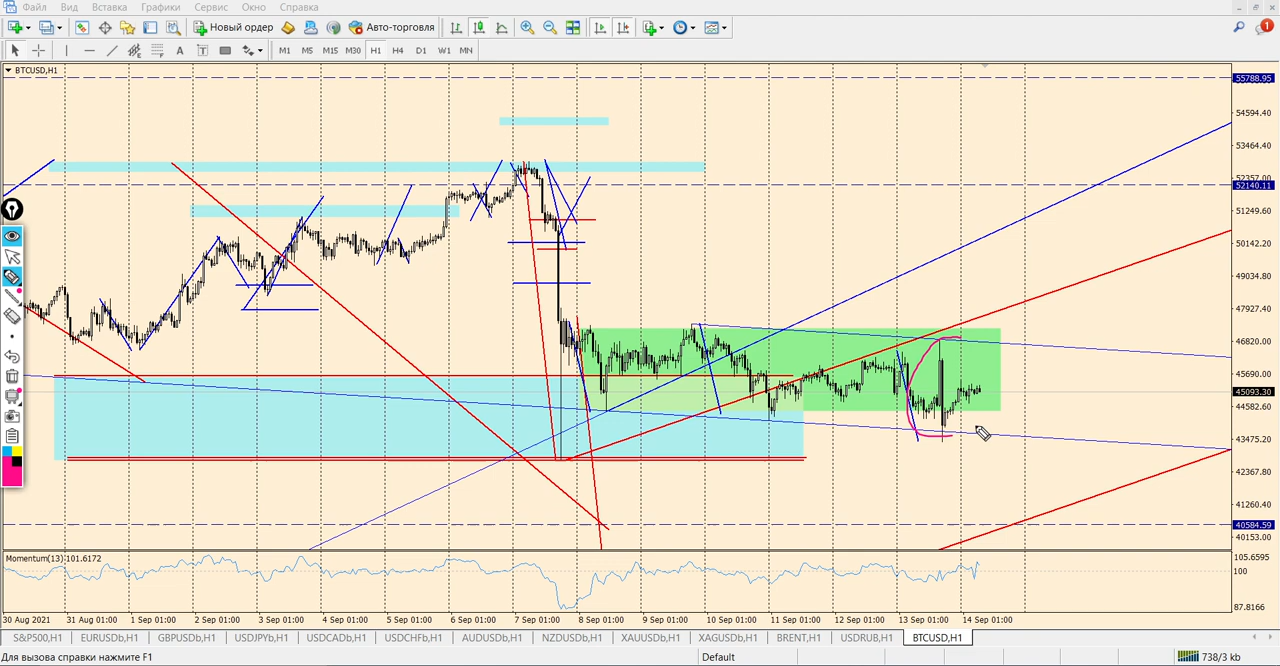 Файл Вид Вставка Графики Сервис Окно Справка
Новый ордер Авто-торговля 1
A T M1 M5 M15 M30 H1 H4 D1 W1 MN
BTCUSD,H1
55788.95
54594.40
53464.40
52357.00
52140.11
51249.60
50142.20
49034.80
47927.40
46820.00
45690.00
45093.30
44582.60
43475.20
42367.80
41260.40
40584.59
40153.00
Momentum(13) 101.6172
105.6595
100
87.8166
30 Aug 2021 31 Aug 01:00 1 Sep 01:00 2 Sep 01:00 3 Sep 01:00 4 Sep 01:00 5 Sep 01:00 6 Sep 01:00 7 Sep 01:00 8 Sep 01:00 9 Sep 01:00 10 Sep 01:00 11 Sep 01:00 12 Sep 01:00 13 Sep 01:00 14 Sep 01:00
S&P500,H1 EURUSDb,H1 GBPUSDb,H1 USDJPYb,H1 USDCADb,H1 USDCHFb,H1 AUDUSDb,H1 NZDUSDb,H1 XAUUSDb,H1 XAGUSDb,H1 BRENT,H1 USDRUB,H1 BTCUSD,H1
Для вызова справки нажмите F1 Default 738/3 kb